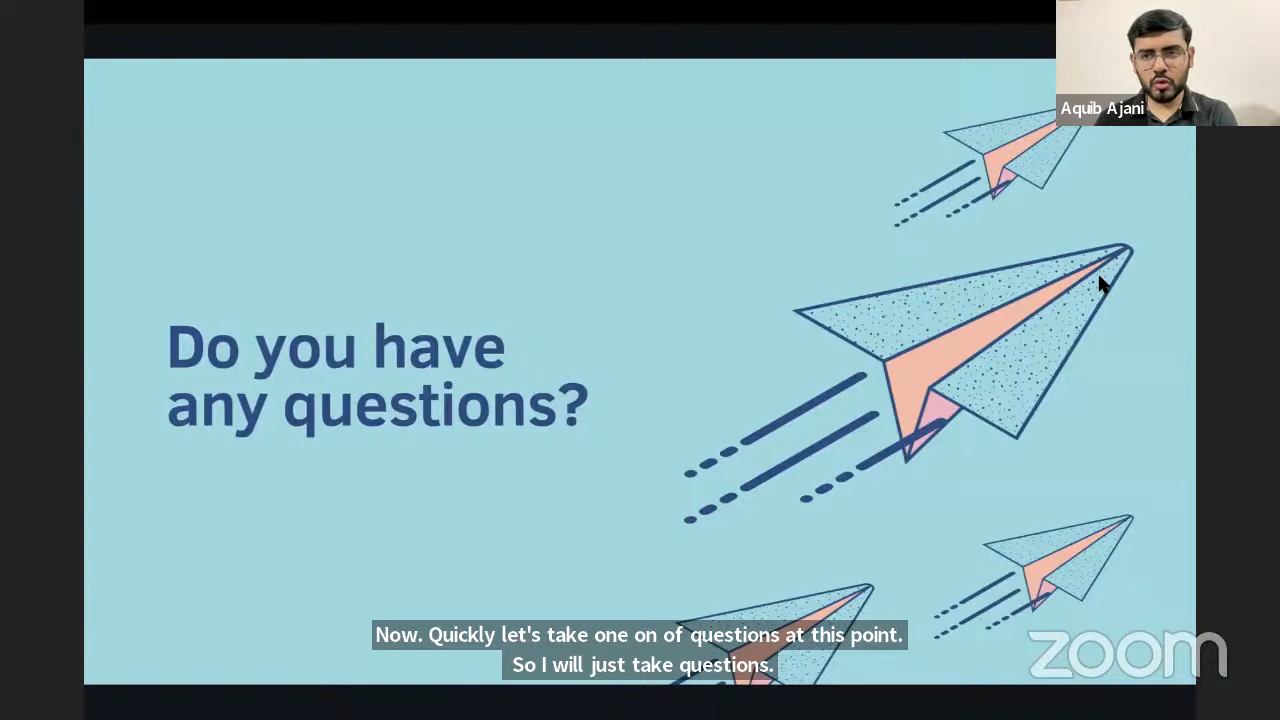 Aquib Ajani
Do you have
any questions?
Now. Quickly let's take one on of questions at this point.
So I will just take questions.
zoom